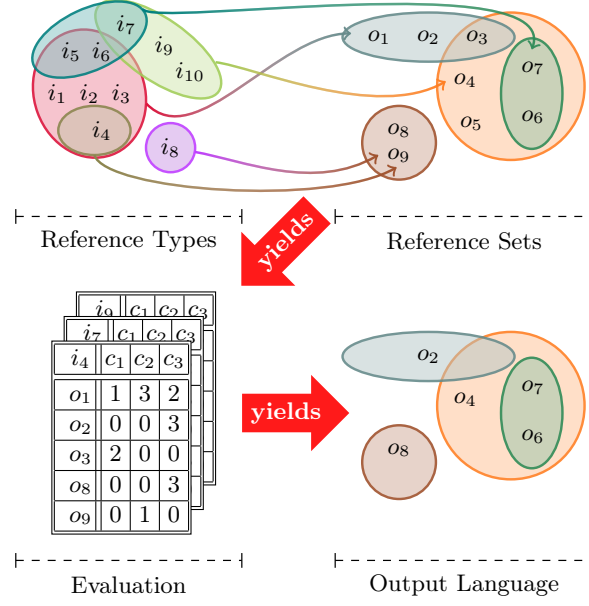 i₇
i₅ i₆ i₉
i₁₀
i₁ i₂ i₃
i₄
i₈
o₁ o₂ o₃
o₄ o₇
o₅ o₆
o₈
o₉
Reference Types
Reference Sets
yields
i₉ c₁ c₂ c₃
i₇ c₁ c₂ c₃
i₄ c₁ c₂ c₃
o₁ 1 3 2
o₂ 0 0 3
o₃ 2 0 0
o₈ 0 0 3
o₉ 0 1 0
yields
o₂
o₄ o₇
o₆
o₈
Evaluation
Output Language